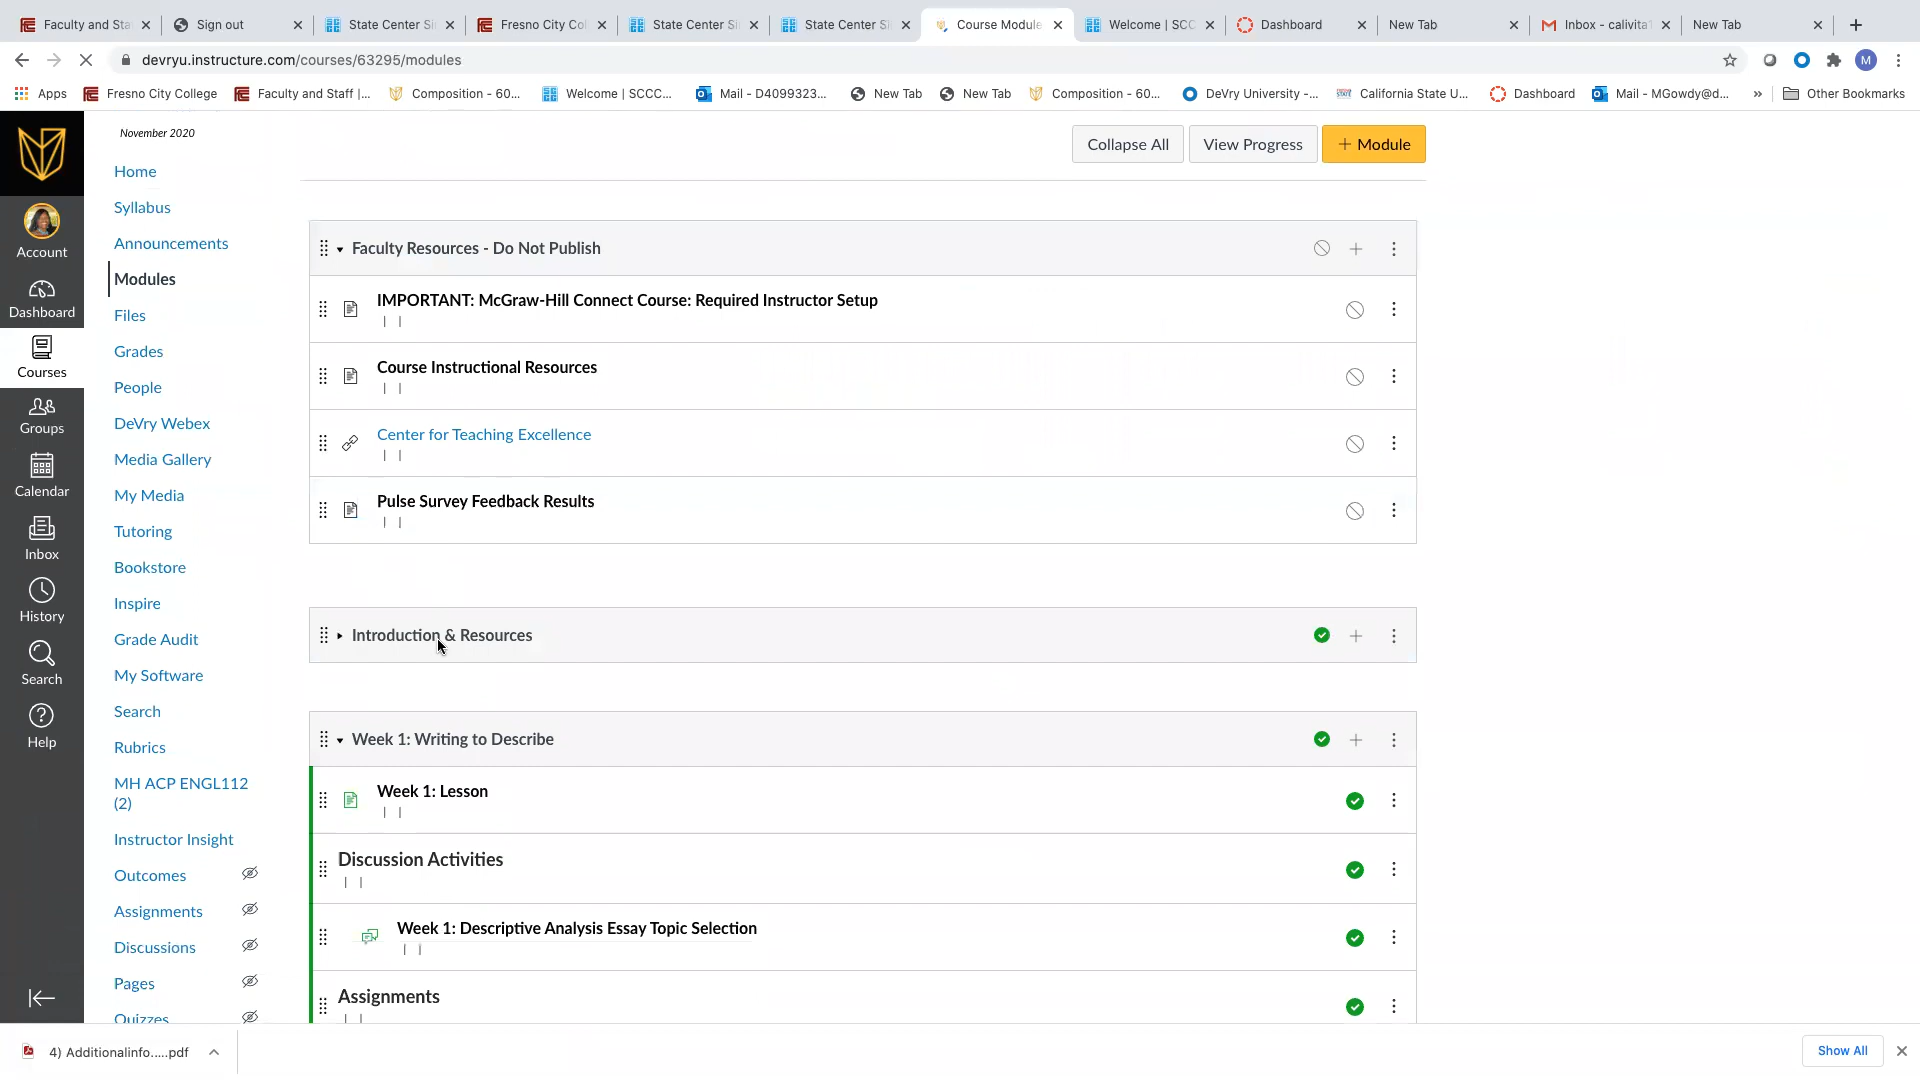 Faculty and Sta
Sign out
State Center Si
Fresno City Col
State Center Si
State Center Si
Course Module
Welcome | SCC
Dashboard
New Tab
Inbox - calivita1
New Tab
devryu.instructure.com/courses/63295/modules
M
Apps
Fresno City College
Faculty and Staff |...
Composition - 60...
Welcome | SCCC...
Mail - D4099323...
New Tab
New Tab
Composition - 60...
DeVry University -...
California State U...
Dashboard
Mail - MGowdy@d...
»
Other Bookmarks
November 2020
Collapse All
View Progress
+ Module
Account
Dashboard
Courses
Groups
Calendar
Inbox
History
Search
Help
Home
Syllabus
Announcements
Modules
Files
Grades
People
DeVry Webex
Media Gallery
My Media
Tutoring
Bookstore
Inspire
Grade Audit
My Software
Search
Rubrics
MH ACP ENGL112
(2)
Instructor Insight
Outcomes
Assignments
Discussions
Pages
Quizzes
Faculty Resources - Do Not Publish
IMPORTANT: McGraw-Hill Connect Course: Required Instructor Setup
| |
Course Instructional Resources
| |
Center for Teaching Excellence
| |
Pulse Survey Feedback Results
| |
Introduction & Resources
Week 1: Writing to Describe
Week 1: Lesson
| |
Discussion Activities
| |
Week 1: Descriptive Analysis Essay Topic Selection
| |
Assignments
| |
4) Additionalinfo.....pdf
Show All